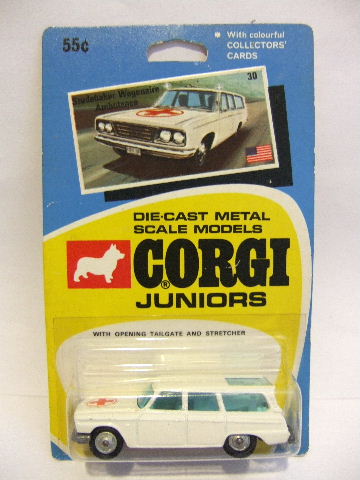 55¢
★ With colourful
COLLECTORS'
CARDS
30
Studebaker Wagonaire
Ambulance
DIE-CAST METAL
SCALE MODELS
CORGI
®
JUNIORS
WITH OPENING TAILGATE AND STRETCHER